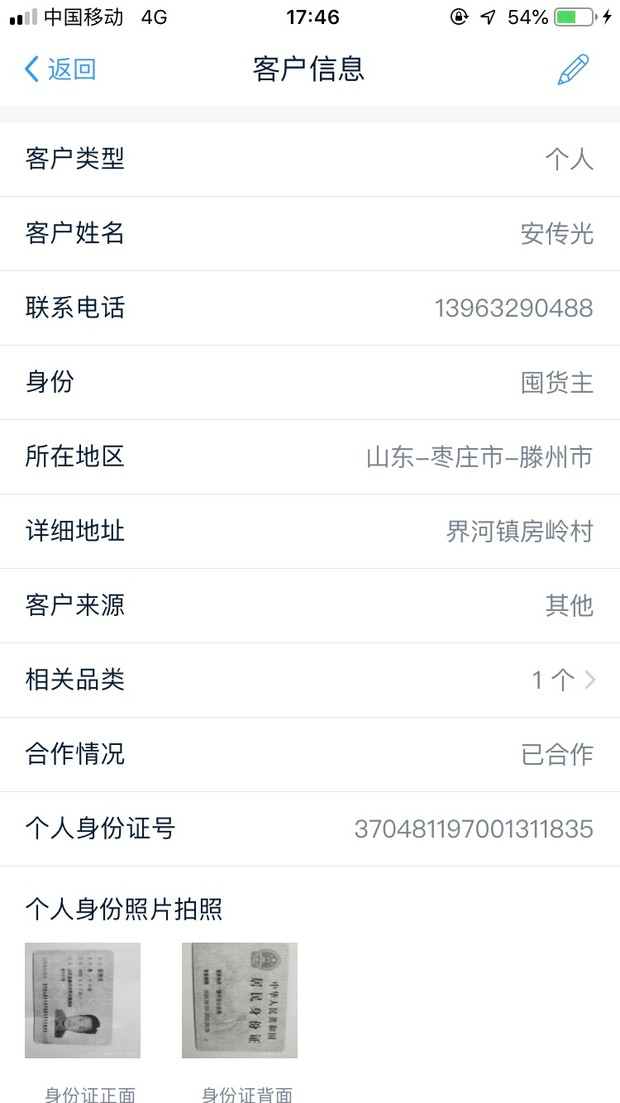 中国移动 4G 17:46 54%
返回 客户信息
客户类型 个人
客户姓名 安传光
联系电话 13963290488
身份 囤货主
所在地区 山东-枣庄市-滕州市
详细地址 界河镇房岭村
客户来源 其他
相关品类 1 个
合作情况 已合作
个人身份证号 370481197001311835
个人身份照片拍照
中华人民共和国
居民身份证
身份证正面 身份证背面